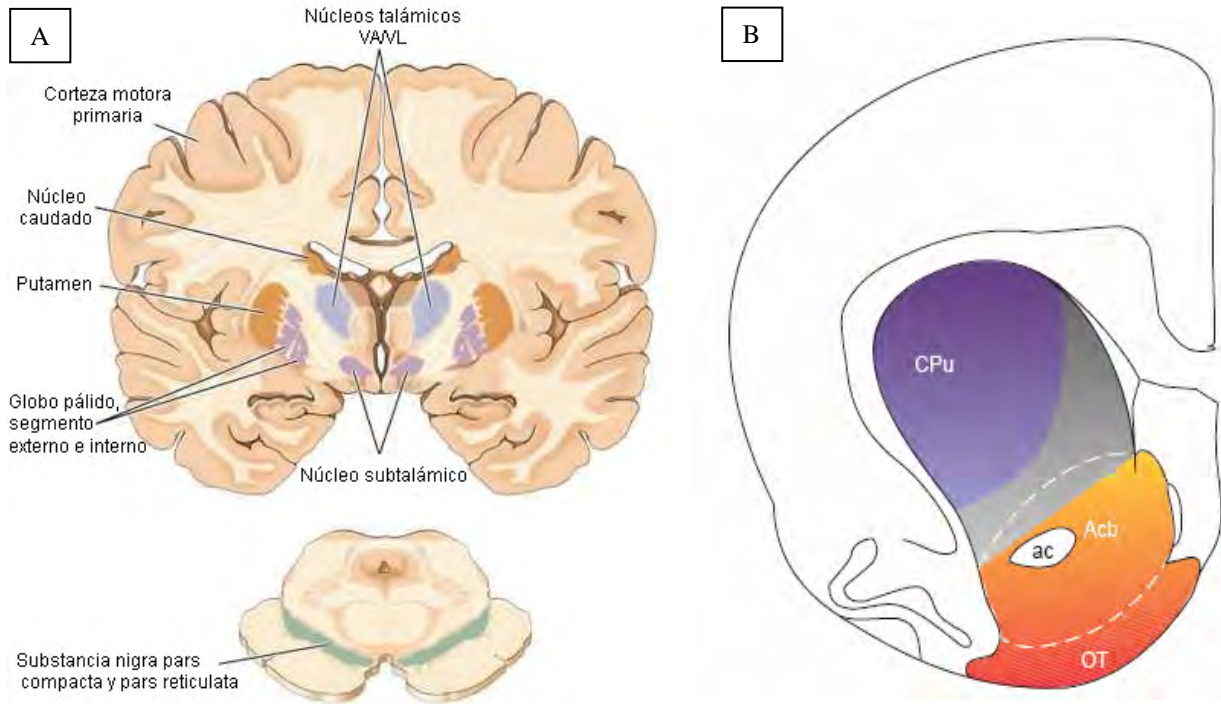 A
Núcleos talámicos
VA/VL
Corteza motora
primaria
Núcleo
caudado
Putamen
Globo pálido,
segmento
externo e interno
Núcleo subtalámico
Substancia nigra pars
compacta y pars reticulata
B
CPu
Acb
ac
OT